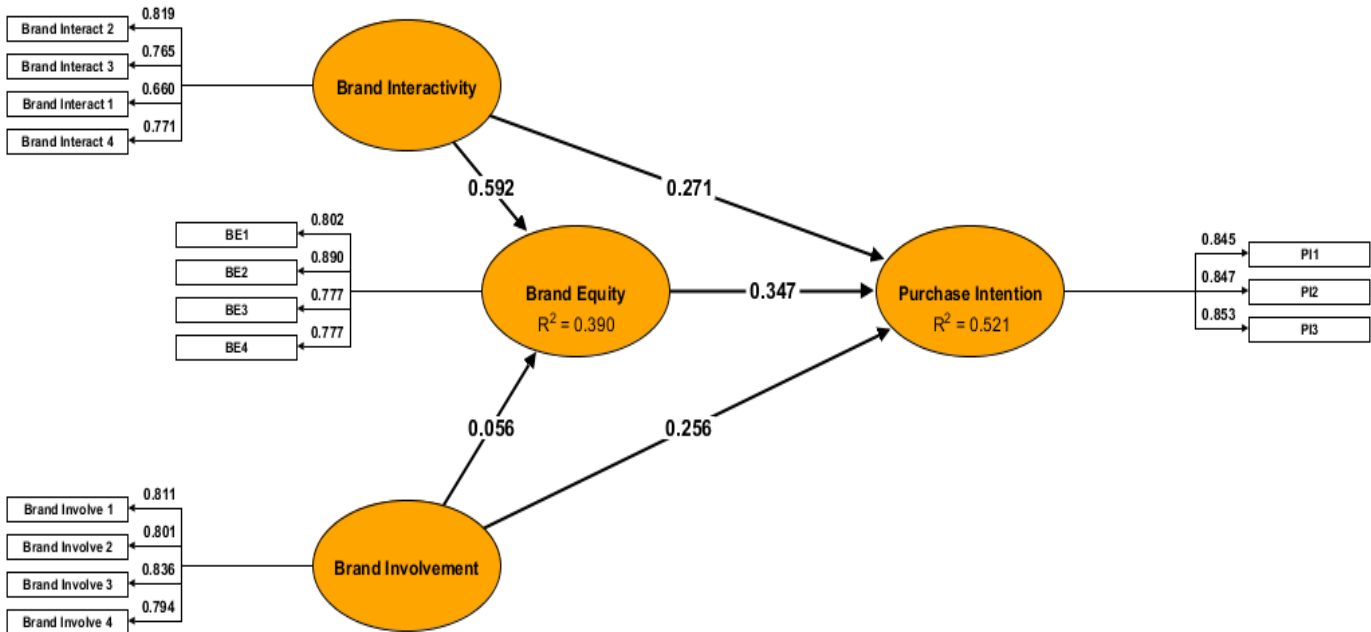 0.819
Brand Interact 2
0.765
Brand Interact 3
0.660
Brand Interact 1
0.771
Brand Interact 4
Brand Interactivity
0.592
0.271
0.802
BE1
0.890
BE2
0.777
BE3
0.777
BE4
Brand Equity
R² = 0.390
0.347
Purchase Intention
R² = 0.521
0.845
PI1
0.847
PI2
0.853
PI3
0.056
0.256
0.811
Brand Involve 1
0.801
Brand Involve 2
0.836
Brand Involve 3
0.794
Brand Involve 4
Brand Involvement